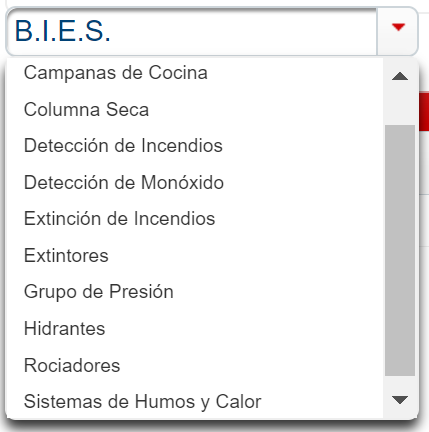 B.I.E.S.
Campanas de Cocina
Columna Seca
Detección de Incendios
Detección de Monóxido
Extinción de Incendios
Extintores
Grupo de Presión
Hidrantes
Rociadores
Sistemas de Humos y Calor